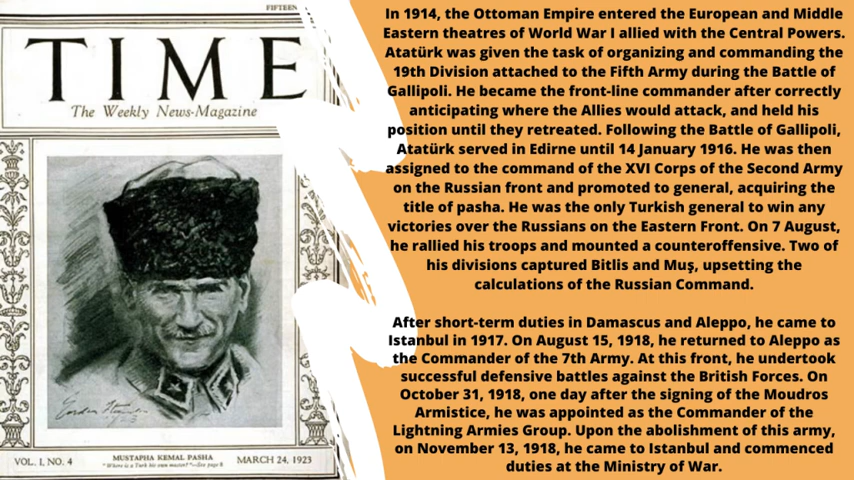 FIFTEEN
TIME
The Weekly News-Magazine
VOL. I, NO. 4
MUSTAPHA KEMAL PASHA
"Where is a Turk his own master?"—See page 8
MARCH 24, 1923
In 1914, the Ottoman Empire entered the European and Middle
Eastern theatres of World War I allied with the Central Powers.
Atatürk was given the task of organizing and commanding the
19th Division attached to the Fifth Army during the Battle of
Gallipoli. He became the front-line commander after correctly
anticipating where the Allies would attack, and held his
position until they retreated. Following the Battle of Gallipoli,
Atatürk served in Edirne until 14 January 1916. He was then
assigned to the command of the XVI Corps of the Second Army
on the Russian front and promoted to general, acquiring the
title of pasha. He was the only Turkish general to win any
victories over the Russians on the Eastern Front. On 7 August,
he rallied his troops and mounted a counteroffensive. Two of
his divisions captured Bitlis and Muş, upsetting the
calculations of the Russian Command.
After short-term duties in Damascus and Aleppo, he came to
Istanbul in 1917. On August 15, 1918, he returned to Aleppo as
the Commander of the 7th Army. At this front, he undertook
successful defensive battles against the British Forces. On
October 31, 1918, one day after the signing of the Moudros
Armistice, he was appointed as the Commander of the
Lightning Armies Group. Upon the abolishment of this army,
on November 13, 1918, he came to Istanbul and commenced
duties at the Ministry of War.